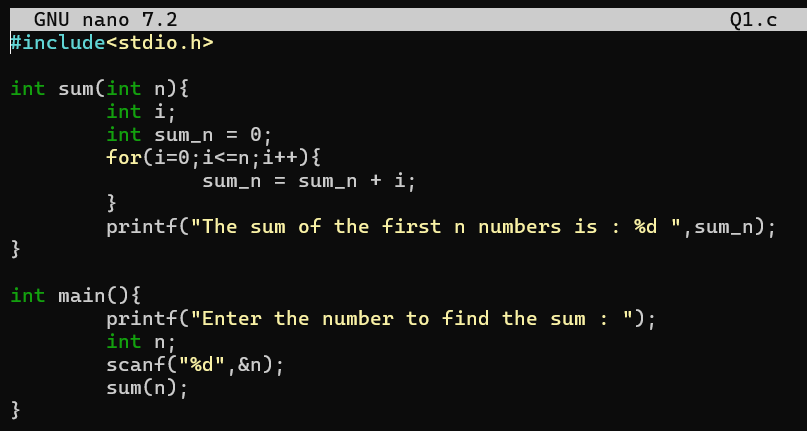 GNU nano 7.2 Q1.c
#include<stdio.h>
int sum(int n){
int i;
int sum_n = 0;
for(i=0;i<=n;i++){
sum_n = sum_n + i;
}
printf("The sum of the first n numbers is : %d ",sum_n);
}
int main(){
printf("Enter the number to find the sum : ");
int n;
scanf("%d",&n);
sum(n);
}